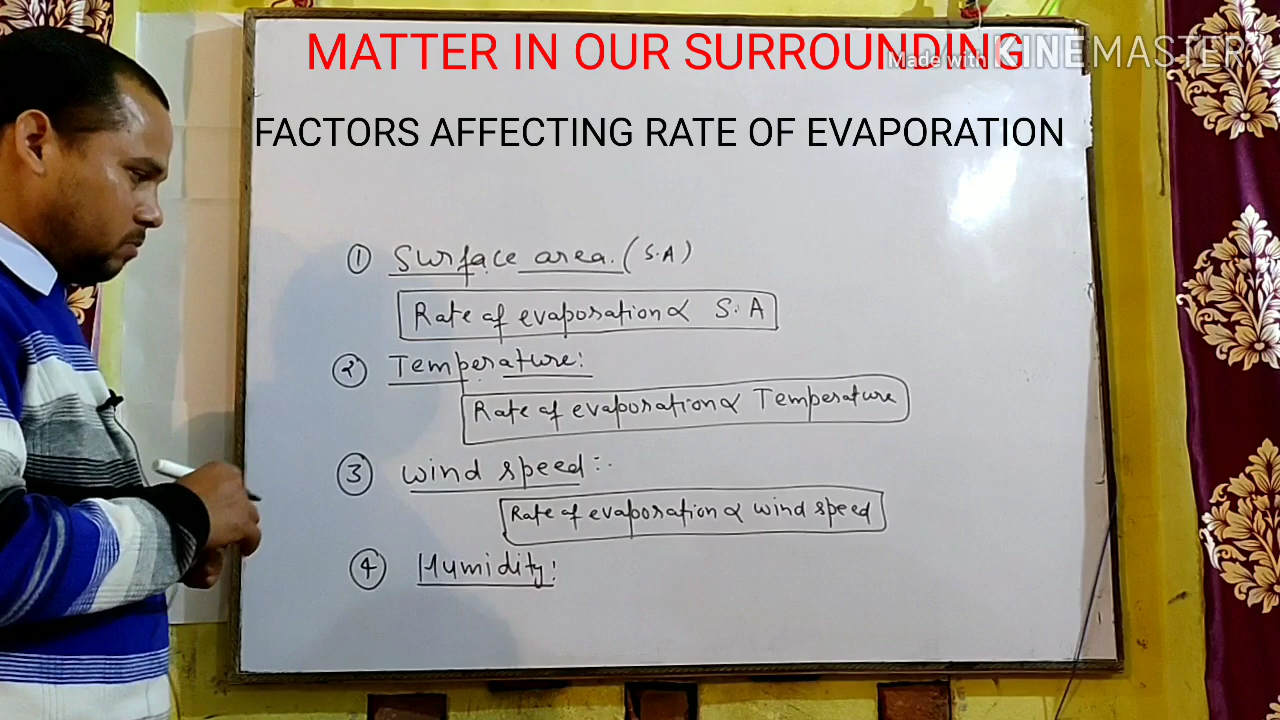 MATTER IN OUR SURROUNDING
Made with KINEMASTER
FACTORS AFFECTING RATE OF EVAPORATION
① Surface area. (S.A)
Rate of evaporation ∝ S.A
② Temperature:
Rate of evaporation ∝ Temperature
③ Wind speed :-
Rate of evaporation ∝ wind speed
④ Humidity: